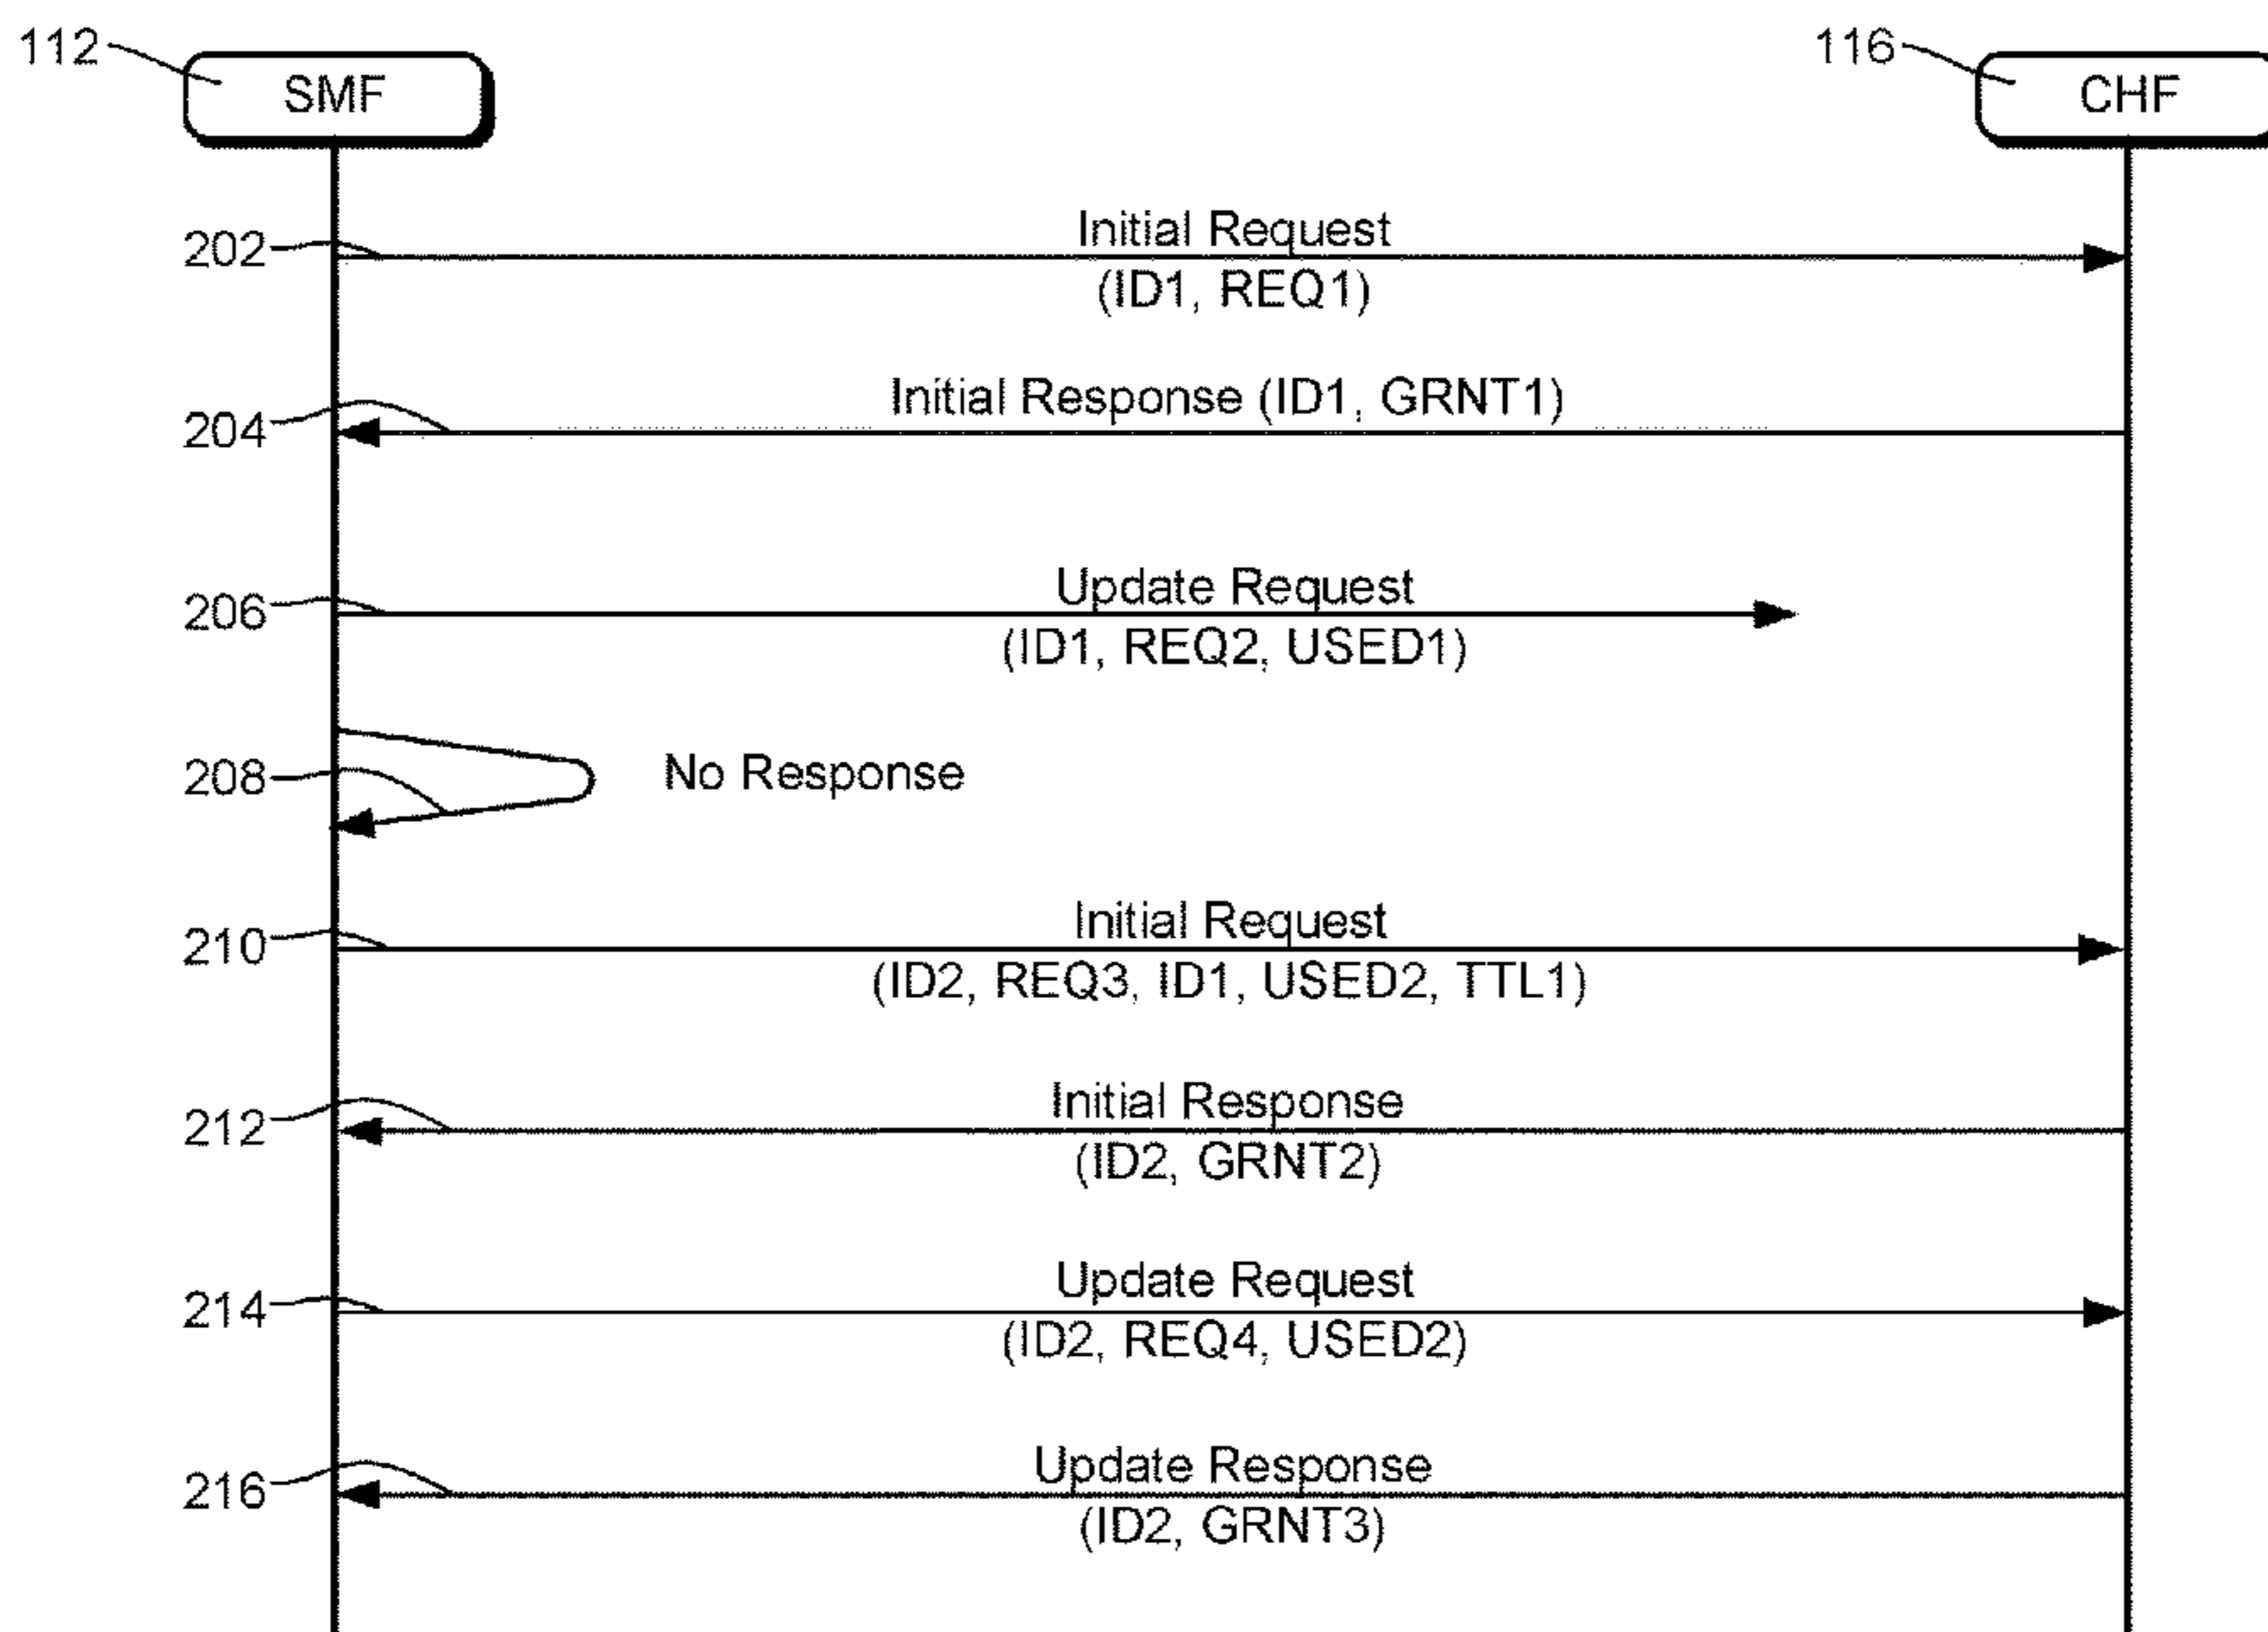 112
SMF
116
CHF
202
Initial Request
(ID1, REQ1)
Initial Response (ID1, GRNT1)
204
Update Request
206
(ID1, REQ2, USED1)
208
No Response
Initial Request
210
(ID2, REQ3, ID1, USED2, TTL1)
Initial Response
212
(ID2, GRNT2)
Update Request
214
(ID2, REQ4, USED2)
Update Response
216
(ID2, GRNT3)